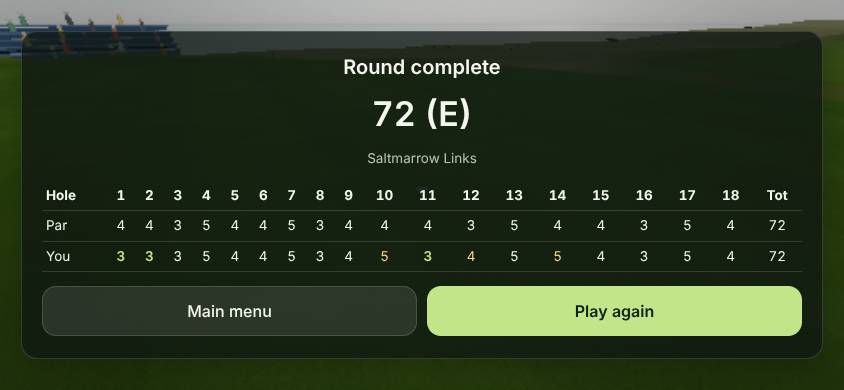 Round complete
72 (E)
Saltmarrow Links
Hole 1 2 3 4 5 6 7 8 9 10 11 12 13 14 15 16 17 18 Tot
Par 4 4 3 5 4 4 5 3 4 4 4 3 5 4 4 3 5 4 72
You 3 3 3 5 4 4 5 3 4 5 3 4 5 5 4 3 5 4 72
Main menu Play again